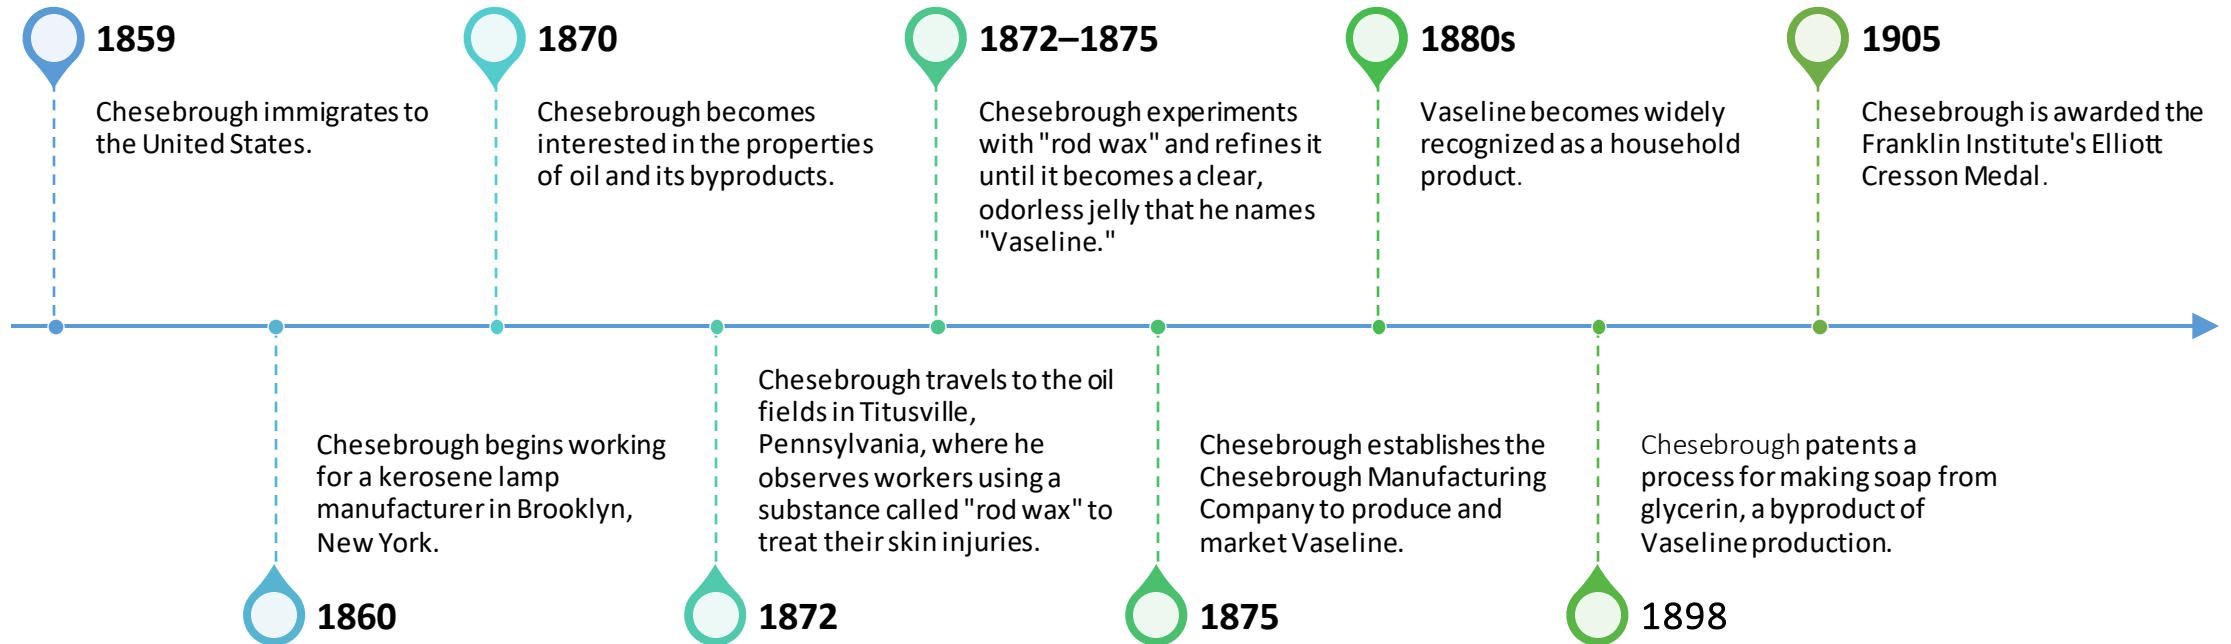 1859
Chesebrough immigrates to
the United States.
1870
Chesebrough becomes
interested in the properties
of oil and its byproducts.
1872–1875
Chesebrough experiments
with "rod wax" and refines it
until it becomes a clear,
odorless jelly that he names
"Vaseline."
1880s
Vaseline becomes widely
recognized as a household
product.
1905
Chesebrough is awarded the
Franklin Institute's Elliott
Cresson Medal.
Chesebrough begins working
for a kerosene lamp
manufacturer in Brooklyn,
New York.
1860
Chesebrough travels to the oil
fields in Titusville,
Pennsylvania, where he
observes workers using a
substance called "rod wax" to
treat their skin injuries.
1872
Chesebrough establishes the
Chesebrough Manufacturing
Company to produce and
market Vaseline.
1875
Chesebrough patents a
process for making soap from
glycerin, a byproduct of
Vaseline production.
1898